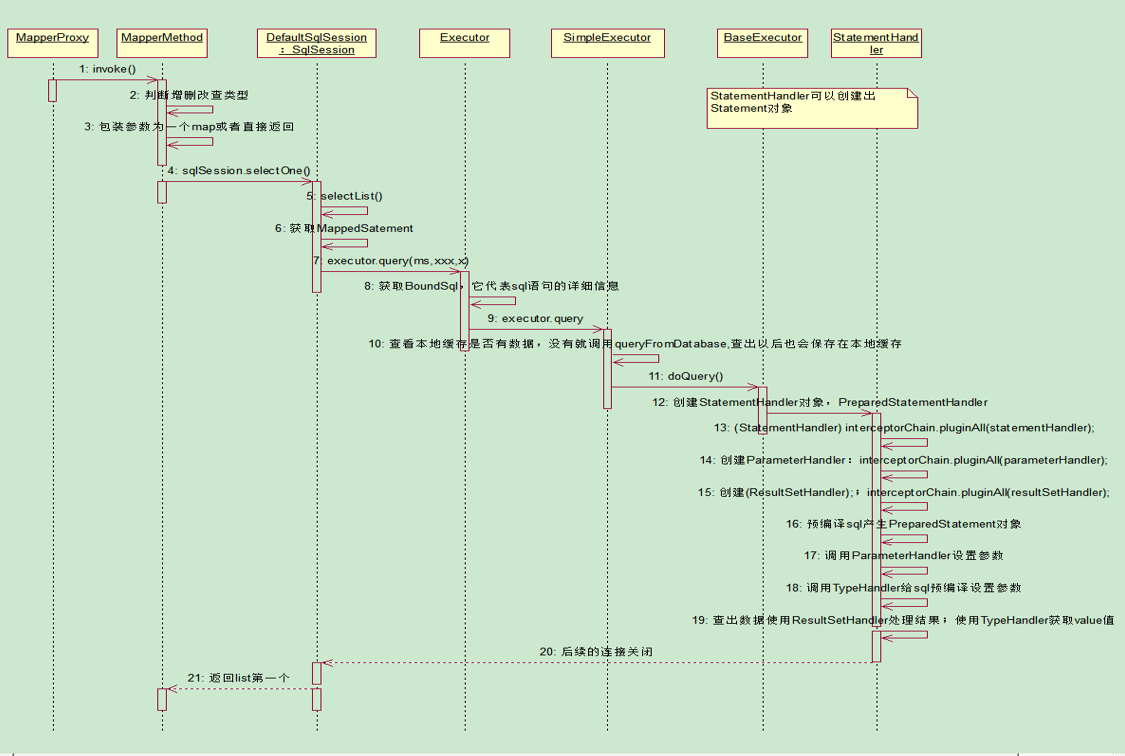 MapperProxy
MapperMethod
DefaultSqlSession
: SqlSession
Executor
SimpleExecutor
BaseExecutor
StatementHand
ler
StatementHandler可以创建出
Statement对象
1: invoke()
2: 判断增删改查类型
3: 包装参数为一个map或者直接返回
4: sqlSession.selectOne()
5: selectList()
6: 获取MappedSatement
7: executor.query(ms,xxx,x)
8: 获取BoundSql，它代表sql语句的详细信息
9: executor.query
10: 查看本地缓存是否有数据，没有就调用queryFromDatabase,查出以后也会保存在本地缓存
11: doQuery()
12: 创建StatementHandler对象，PreparedStatementHandler
13: (StatementHandler) interceptorChain.pluginAll(statementHandler);
14: 创建ParameterHandler：interceptorChain.pluginAll(parameterHandler);
15: 创建(ResultSetHandler);；interceptorChain.pluginAll(resultSetHandler);
16: 预编译sql产生PreparedStatement对象
17: 调用ParameterHandler设置参数
18: 调用TypeHandler给sql预编译设置参数
19: 查出数据使用ResultSetHandler处理结果；使用TypeHandler获取value值
20: 后续的连接关闭
21: 返回list第一个